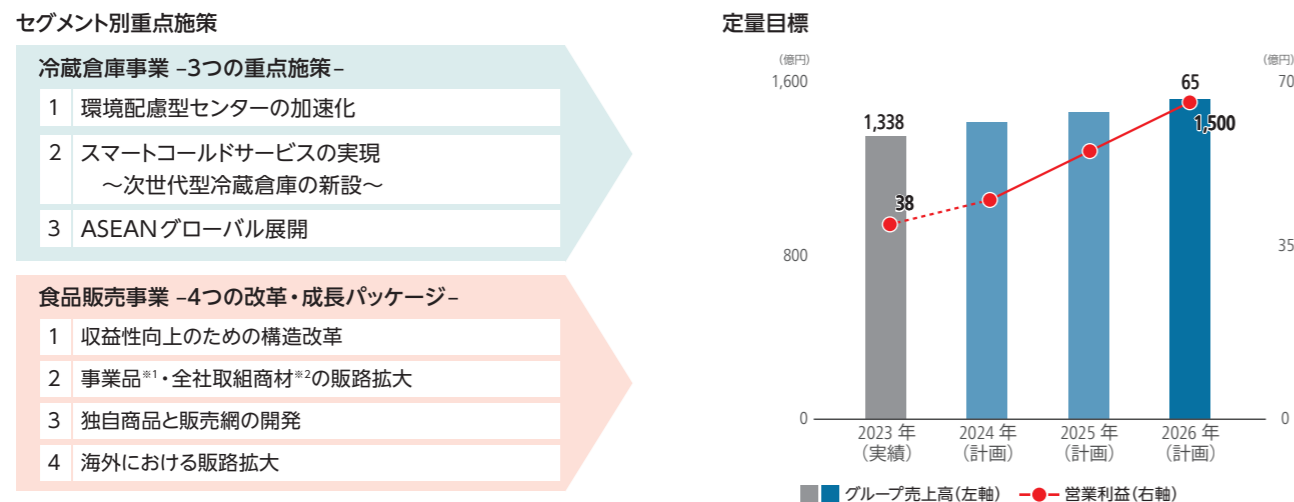 セグメント別重点施策
冷蔵倉庫事業 –3つの重点施策–
1 環境配慮型センターの加速化
2 スマートコールドサービスの実現
～次世代型冷蔵倉庫の新設～
3 ASEANグローバル展開
食品販売事業 –4つの改革・成長パッケージ–
1 収益性向上のための構造改革
2 事業品※1・全社取組商材※2の販路拡大
3 独自商品と販売網の開発
4 海外における販路拡大
定量目標
（億円）
（億円）
1,600
70
65
1,338
1,500
38
800
35
0
0
2023 年
（実績）
2024 年
（計画）
2025 年
（計画）
2026 年
（計画）
グループ売上高（左軸） 営業利益（右軸）